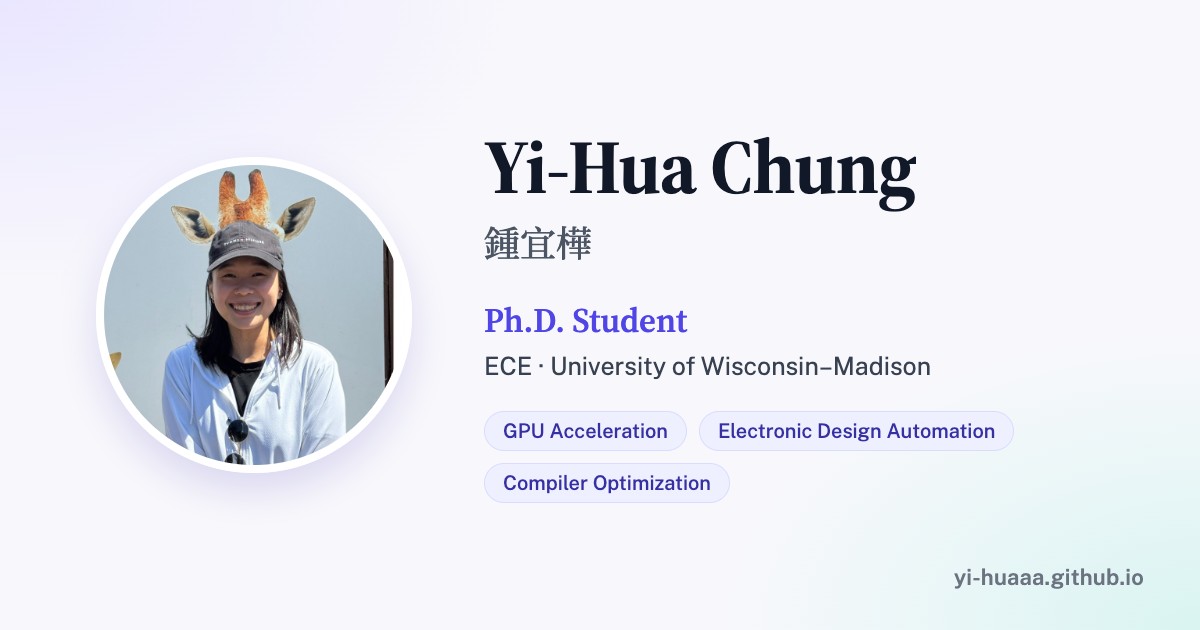 Yi-Hua Chung
鍾宜樺
Ph.D. Student
ECE · University of Wisconsin–Madison
GPU Acceleration
Electronic Design Automation
Compiler Optimization
yi-huaaa.github.io